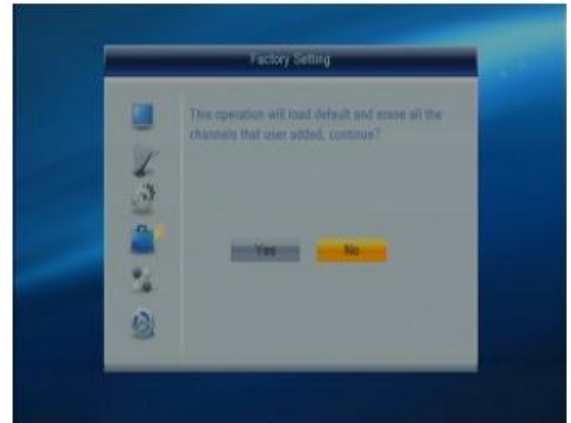 Factory Setting
This operation will load default and erase all the
channels that user added, continue?
Yes
No